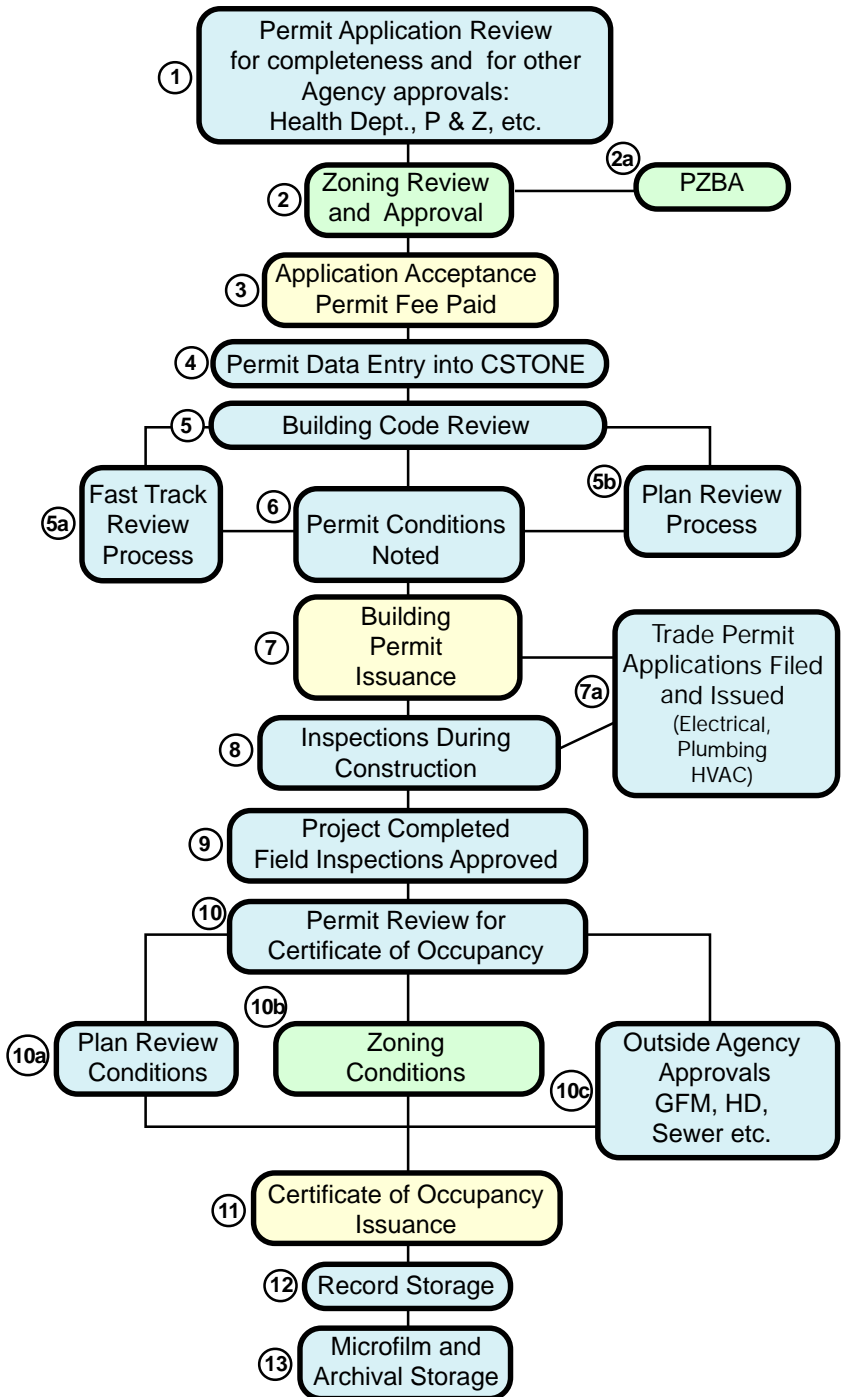 1
Permit Application Review
for completeness and for other
Agency approvals:
Health Dept., P & Z, etc.
2
Zoning Review
and Approval
2a
PZBA
3
Application Acceptance
Permit Fee Paid
4
Permit Data Entry into CSTONE
5
Building Code Review
5a
Fast Track
Review
Process
6
Permit Conditions
Noted
5b
Plan Review
Process
7
Building
Permit
Issuance
7a
Trade Permit
Applications Filed
and Issued
(Electrical,
Plumbing
HVAC)
8
Inspections During
Construction
9
Project Completed
Field Inspections Approved
10
Permit Review for
Certificate of Occupancy
10a
Plan Review
Conditions
10b
Zoning
Conditions
10c
Outside Agency
Approvals
GFM, HD,
Sewer etc.
11
Certificate of Occupancy
Issuance
12
Record Storage
13
Microfilm and
Archival Storage